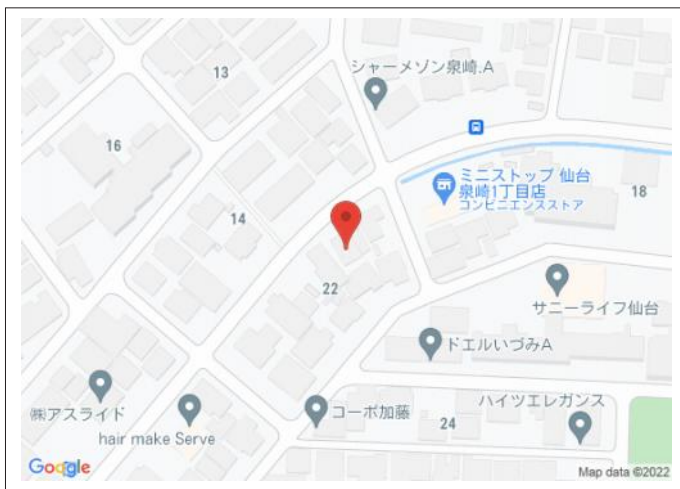 シャーメゾン泉崎.A
13
16
ミニストップ 仙台
泉崎1丁目店
コンビニエンスストア
18
14
22
サニーライフ仙台
ドエルいづみA
㈱アスライド
hair make Serve
コーポ加藤
24
ハイツエレガンス
Google
Map data ©2022